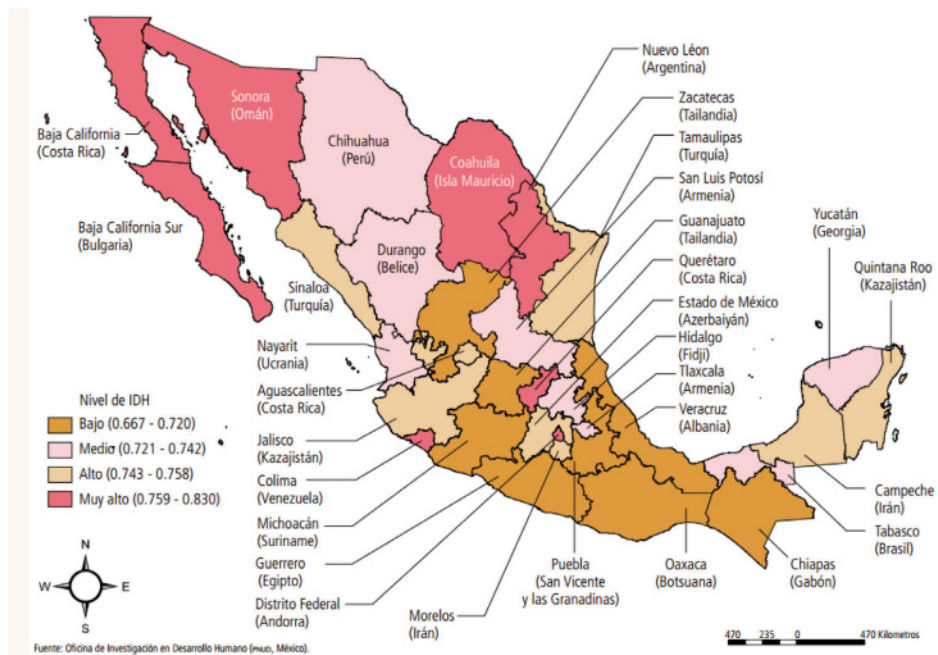 Nuevo Léon
(Argentina)
Zacatecas
(Tailandia)
Tamaulipas
(Turquía)
San Luis Potosí
(Armenia)
Guanajuato
(Tailandia)
Querétaro
(Costa Rica)
Estado de México
(Azerbaiyán)
Hidalgo
(Fidji)
Tlaxcala
(Armenia)
Veracruz
(Albania)
Yucatán
(Georgia)
Quintana Roo
(Kazajistán)
Sonora
(Omán)
Baja California
(Costa Rica)
Chihuahua
(Perú)
Coahuila
(Isla Mauricio)
Baja California Sur
(Bulgaria)
Durango
(Belice)
Sinaloa
(Turquía)
Nayarit
(Ucrania)
Aguascalientes
(Costa Rica)
Jalisco
(Kazajistán)
Colima
(Venezuela)
Michoacán
(Suriname)
Guerrero
(Egipto)
Distrito Federal
(Andorra)
Morelos
(Irán)
Puebla
(San Vicente
y las Granadinas)
Oaxaca
(Botsuana)
Chiapas
(Gabón)
Tabasco
(Brasil)
Campeche
(Irán)
Nivel de IDH
Bajo (0.667 - 0.720)
Medio (0.721 - 0.742)
Alto (0.743 - 0.758)
Muy alto (0.759 - 0.830)
N
W
E
S
470 235 0 470 Kilometros
Fuente: Oficina de Investigación en Desarrollo Humano (PNUD, México).